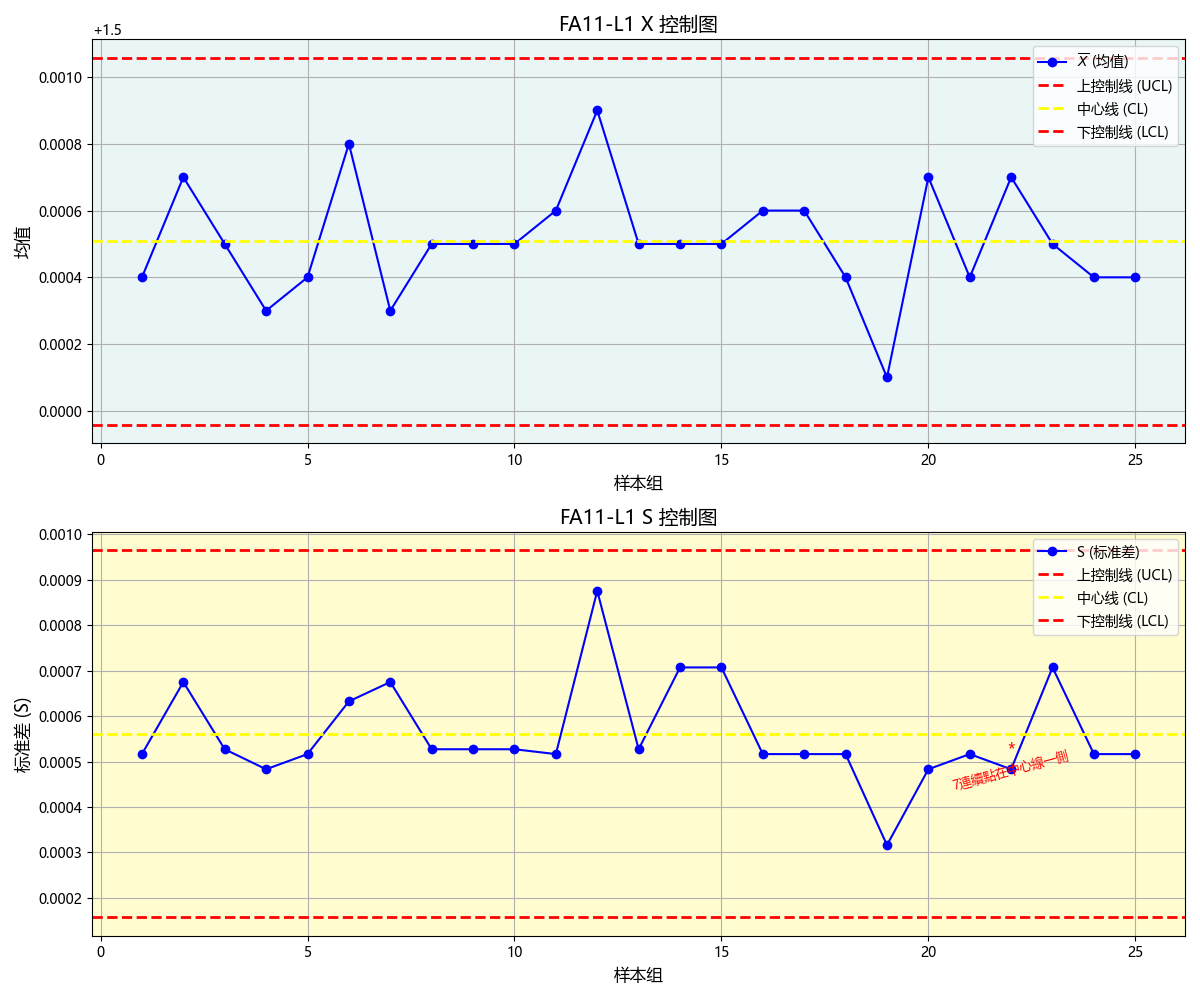 FA11-L1 X 控制图
+1.5
X (均值)
上控制线 (UCL)
中心线 (CL)
下控制线 (LCL)
0.0010
0.0008
0.0006
0.0004
0.0002
0.0000
均值
0 5 10 15 20 25
样本组
FA11-L1 S 控制图
S (标准差)
上控制线 (UCL)
中心线 (CL)
下控制线 (LCL)
0.0010
0.0009
0.0008
0.0007
0.0006
0.0005
0.0004
0.0003
0.0002
标准差 (S)
*
7連續點在中心線一側
0 5 10 15 20 25
样本组